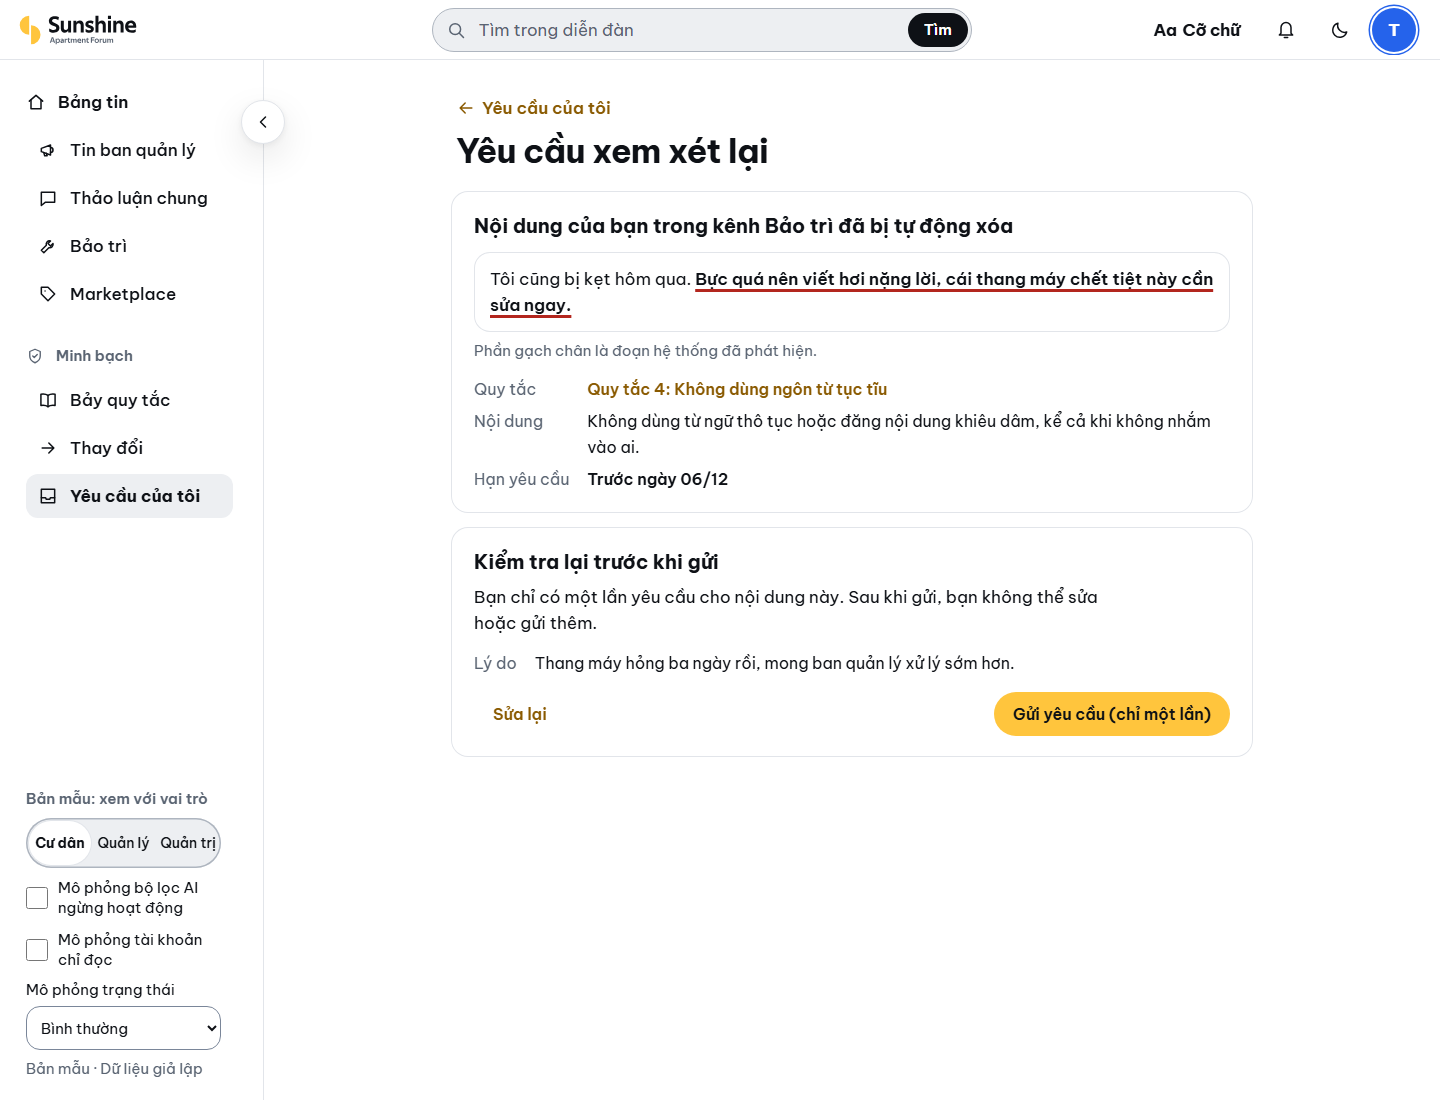 Sunshine
Apartment Forum
Tìm trong diễn đàn
Tìm
Aa Cỡ chữ
T
Bảng tin
Tin ban quản lý
Thảo luận chung
Bảo trì
Marketplace
Minh bạch
Bảy quy tắc
Thay đổi
Yêu cầu của tôi
Bản mẫu: xem với vai trò
Cư dân
Quản lý
Quản trị
Mô phỏng bộ lọc AI
ngừng hoạt động
Mô phỏng tài khoản
chỉ đọc
Mô phỏng trạng thái
Bình thường
Bản mẫu · Dữ liệu giả lập
Yêu cầu của tôi
Yêu cầu xem xét lại
Nội dung của bạn trong kênh Bảo trì đã bị tự động xóa
Tôi cũng bị kẹt hôm qua. Bực quá nên viết hơi nặng lời, cái thang máy chết tiệt này cần
sửa ngay.
Phần gạch chân là đoạn hệ thống đã phát hiện.
Quy tắc Quy tắc 4: Không dùng ngôn từ tục tĩu
Nội dung Không dùng từ ngữ thô tục hoặc đăng nội dung khiêu dâm, kể cả khi không nhắm
vào ai.
Hạn yêu cầu Trước ngày 06/12
Kiểm tra lại trước khi gửi
Bạn chỉ có một lần yêu cầu cho nội dung này. Sau khi gửi, bạn không thể sửa
hoặc gửi thêm.
Lý do Thang máy hỏng ba ngày rồi, mong ban quản lý xử lý sớm hơn.
Sửa lại
Gửi yêu cầu (chỉ một lần)